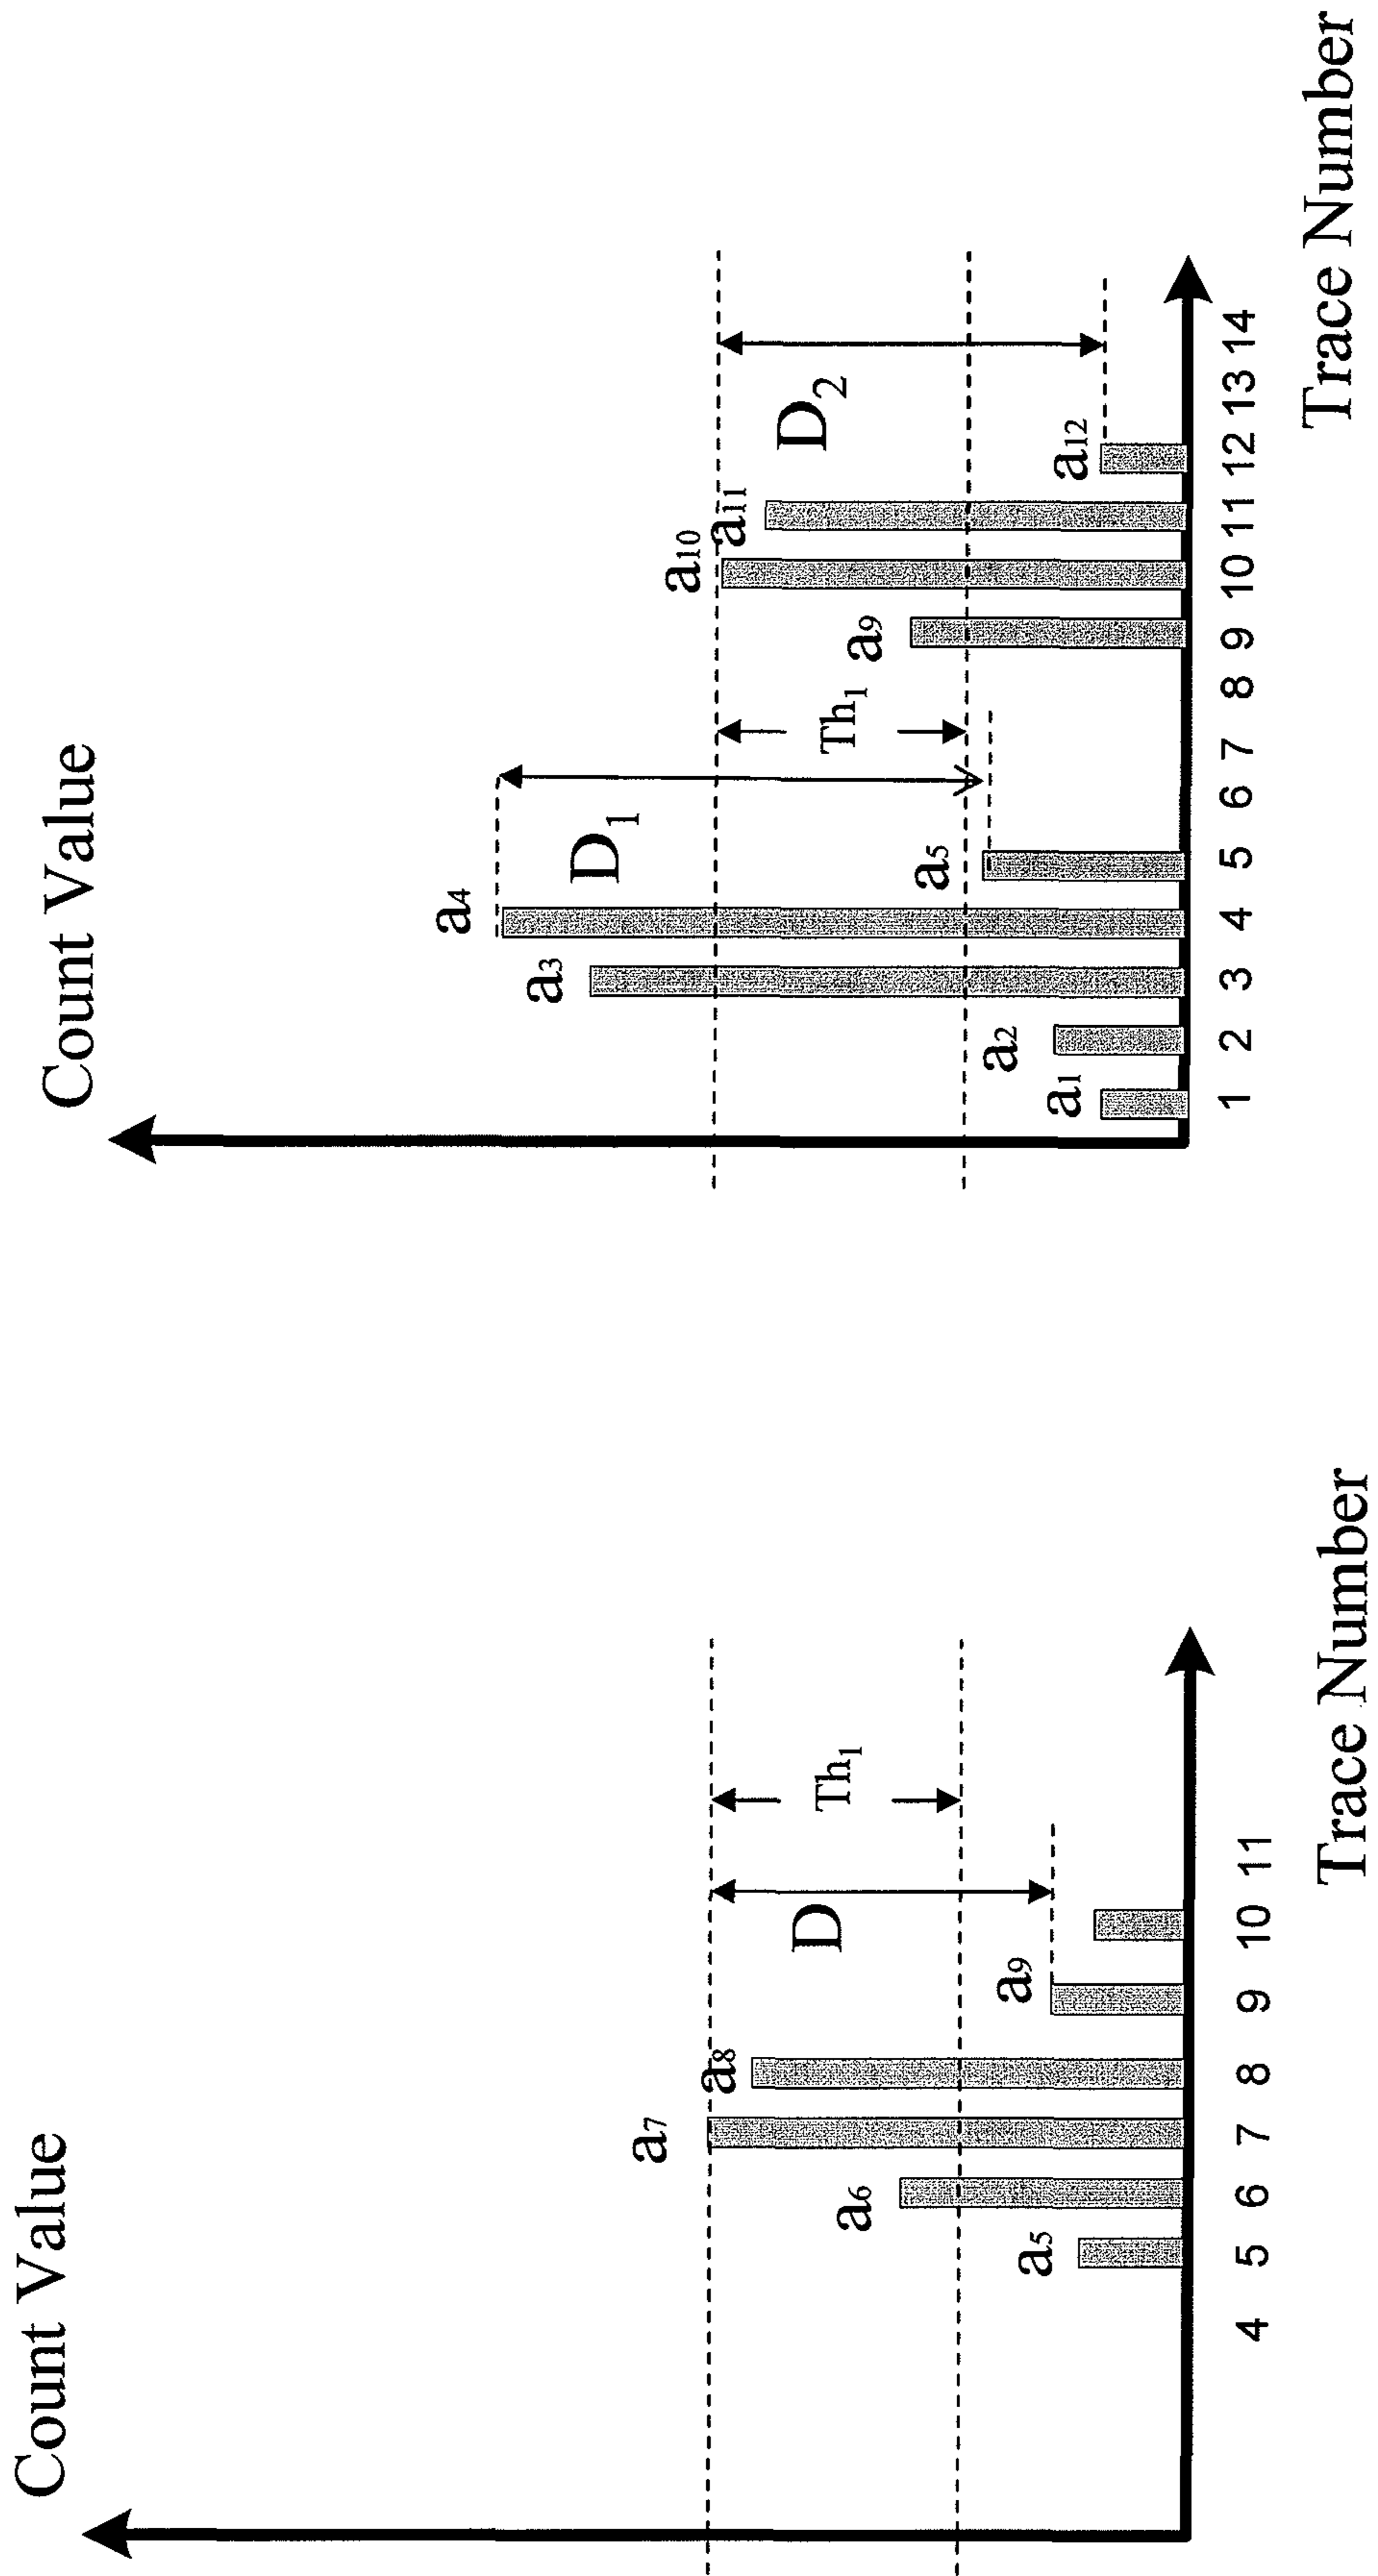 Count Value
a7
a8
a6
D
Th1
a5
a9
4 5 6 7 8 9 10 11
Trace Number
Count Value
a4
a3
D1
a10
a11
Th1
D2
a9
a5
a2
a1
a12
1 2 3 4 5 6 7 8 9 10 11 12 13 14
Trace Number